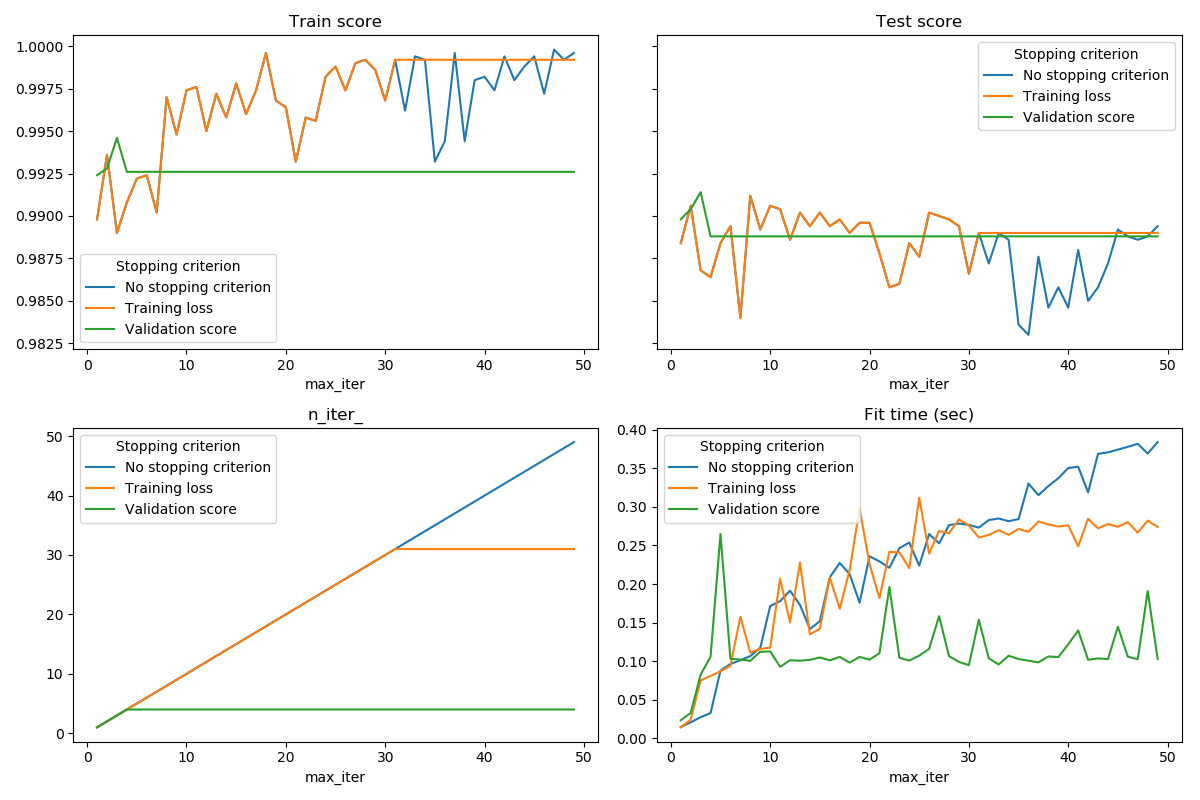 Train score
1.0000
0.9975
0.9950
0.9925
0.9900
0.9875
0.9850
0.9825
Stopping criterion
No stopping criterion
Training loss
Validation score
0 10 20 30 40 50
max_iter
Test score
Stopping criterion
No stopping criterion
Training loss
Validation score
0 10 20 30 40 50
max_iter
n_iter_
50
40
30
20
10
0
Stopping criterion
No stopping criterion
Training loss
Validation score
0 10 20 30 40 50
max_iter
Fit time (sec)
0.40
0.35
0.30
0.25
0.20
0.15
0.10
0.05
0.00
Stopping criterion
No stopping criterion
Training loss
Validation score
0 10 20 30 40 50
max_iter